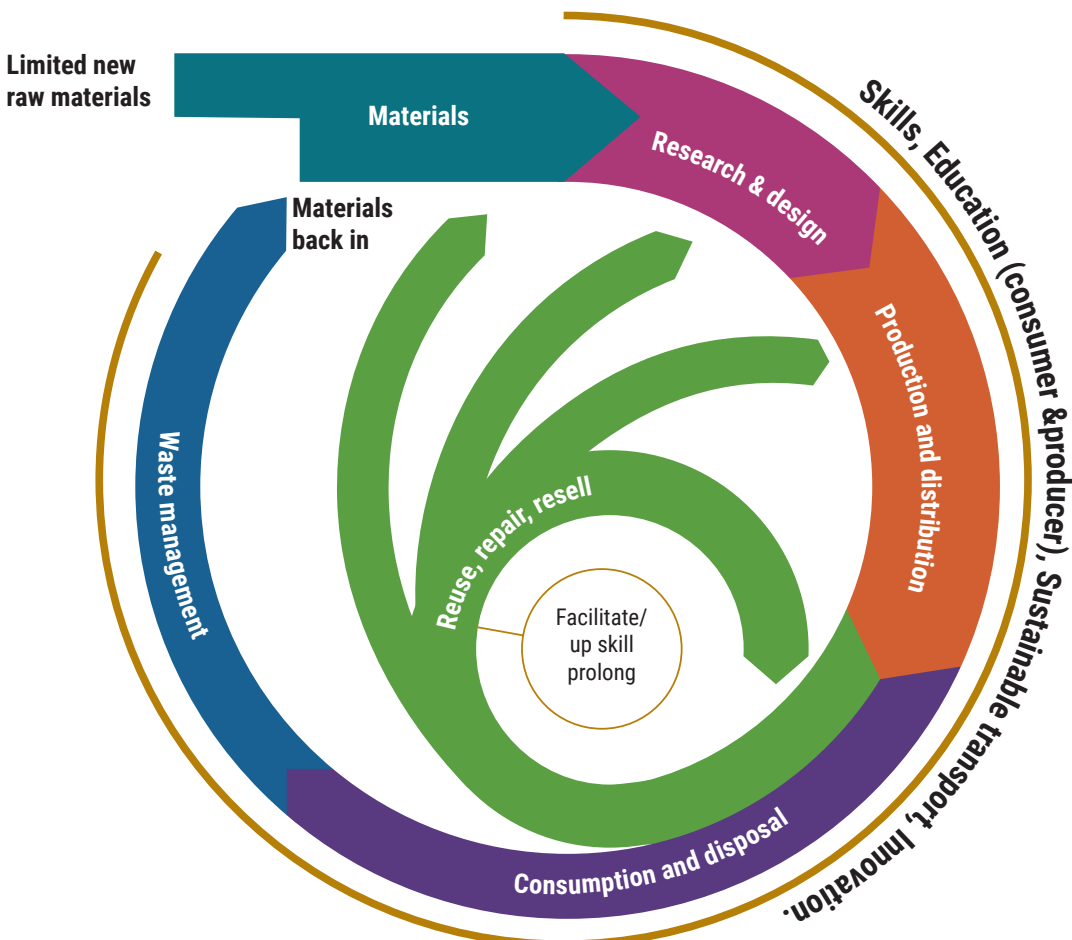 Limited new
raw materials
Materials
Research & design
Skills, Education (consumer &producer), Sustainable transport, Innovation.
Materials
back in
Production and distribution
Waste management
Reuse, repair, resell
Facilitate/
up skill
prolong
Consumption and disposal